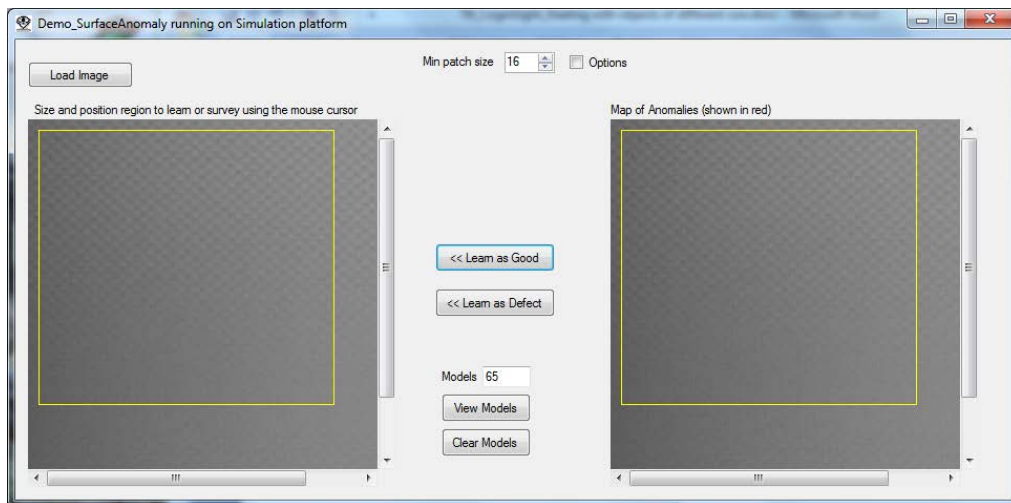 Demo_SurfaceAnomaly running on Simulation platform
Load Image
Min patch size 16 Options
Size and position region to learn or survey using the mouse cursor
Map of Anomalies (shown in red)
<< Learn as Good
<< Learn as Defect
Models 65
View Models
Clear Models